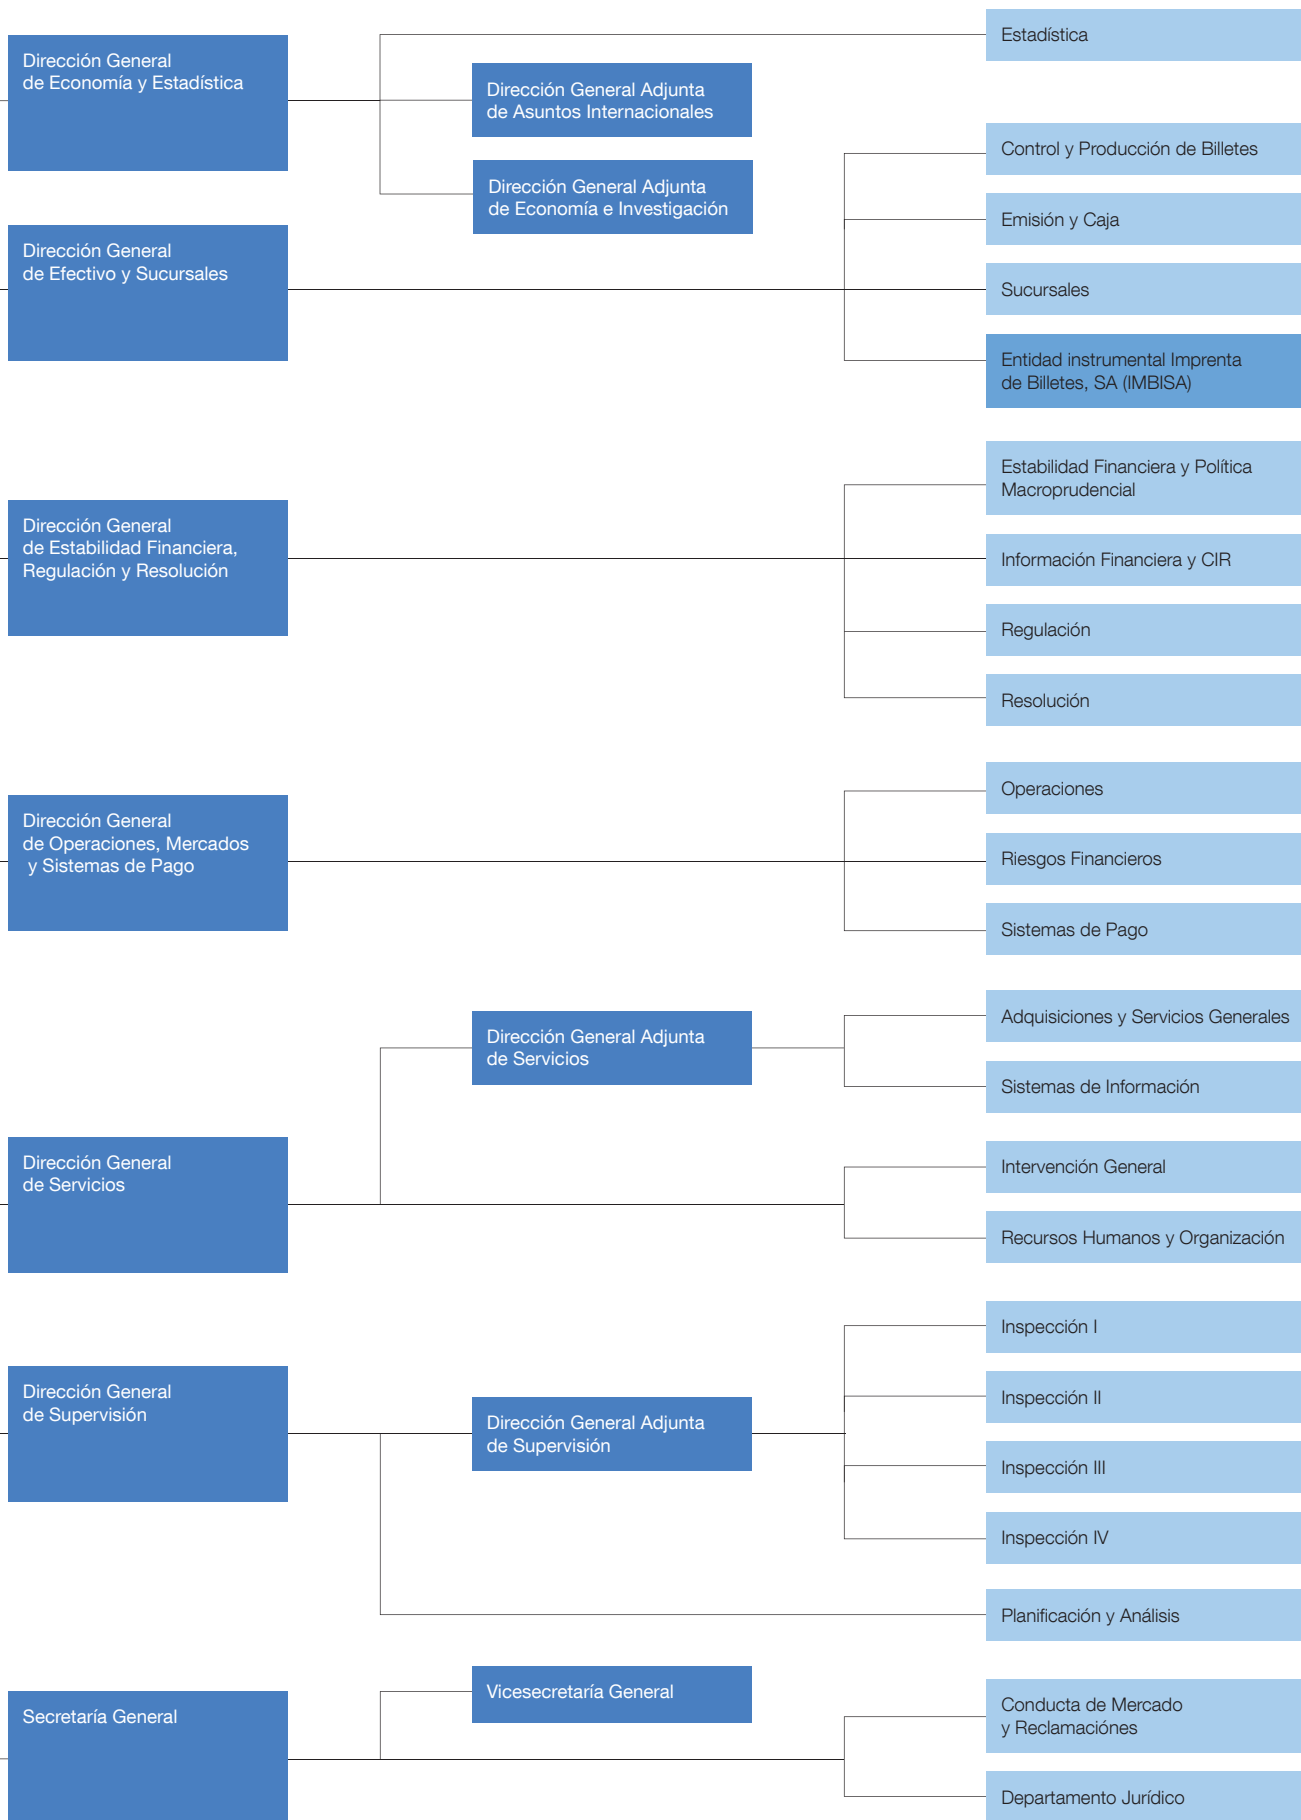 Estadística
Dirección General
de Economía y Estadística
Dirección General Adjunta
de Asuntos Internacionales
Dirección General Adjunta
de Economía e Investigación
Control y Producción de Billetes
Emisión y Caja
Dirección General
de Efectivo y Sucursales
Sucursales
Entidad instrumental Imprenta
de Billetes, SA (IMBISA)
Estabilidad Financiera y Política
Macroprudencial
Dirección General
de Estabilidad Financiera,
Regulación y Resolución
Información Financiera y CIR
Regulación
Resolución
Operaciones
Dirección General
de Operaciones, Mercados
y Sistemas de Pago
Riesgos Financieros
Sistemas de Pago
Dirección General Adjunta
de Servicios
Adquisiciones y Servicios Generales
Sistemas de Información
Dirección General
de Servicios
Intervención General
Recursos Humanos y Organización
Inspección I
Dirección General
de Supervisión
Dirección General Adjunta
de Supervisión
Inspección II
Inspección III
Inspección IV
Planificación y Análisis
Secretaría General
Vicesecretaría General
Conducta de Mercado
y Reclamaciónes
Departamento Jurídico